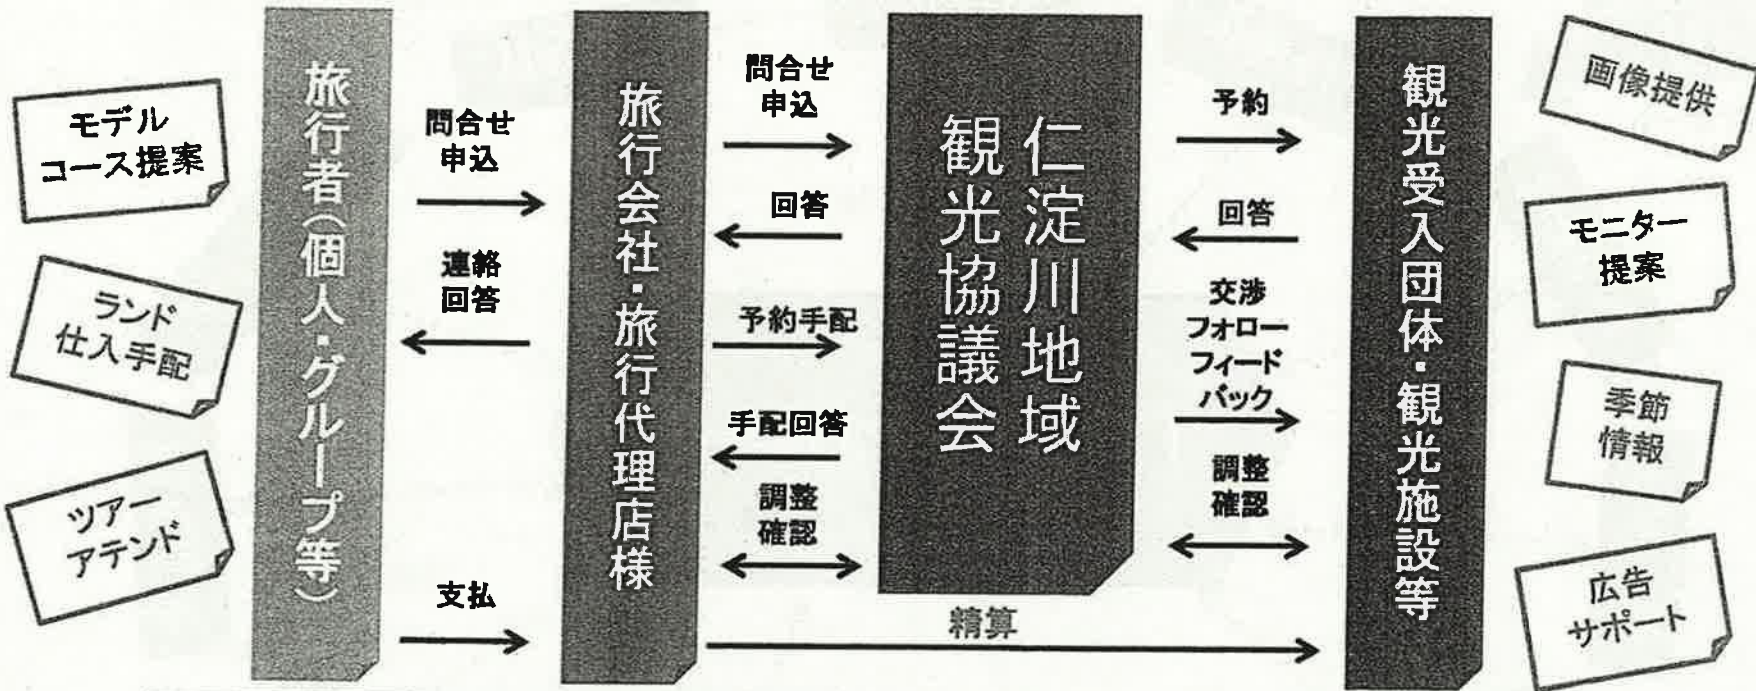 モデル
コース提案
ランド
仕入手配
ツアー
アテンド
旅行者(個人・グループ等)
問合せ
申込
連絡
回答
支払
旅行会社・旅行代理店様
問合せ
申込
回答
予約手配
手配回答
調整
確認
精算
仁淀川地域
観光協議会
予約
回答
交渉
フォロー
フィード
バック
調整
確認
観光受入団体・観光施設等
画像提供
モニター
提案
季節
情報
広告
サポート